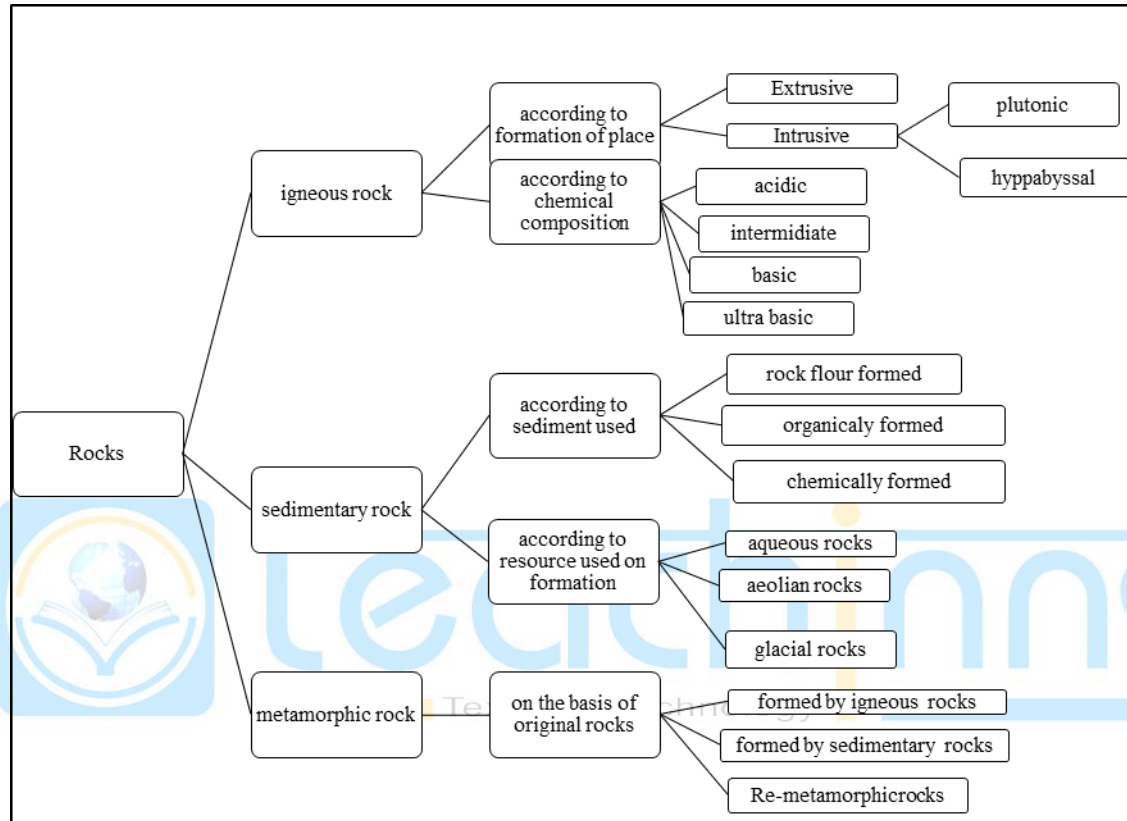 Rocks
igneous rock
according to
formation of place
Extrusive
Intrusive
plutonic
hyppabyssal
according to
chemical
composition
acidic
intermidiate
basic
ultra basic
sedimentary rock
according to
sediment used
rock flour formed
organicaly formed
chemically formed
according to
resource used on
formation
aqueous rocks
aeolian rocks
glacial rocks
metamorphic rock
on the basis of
original rocks
formed by igneous rocks
formed by sedimentary rocks
Re-metamorphicrocks